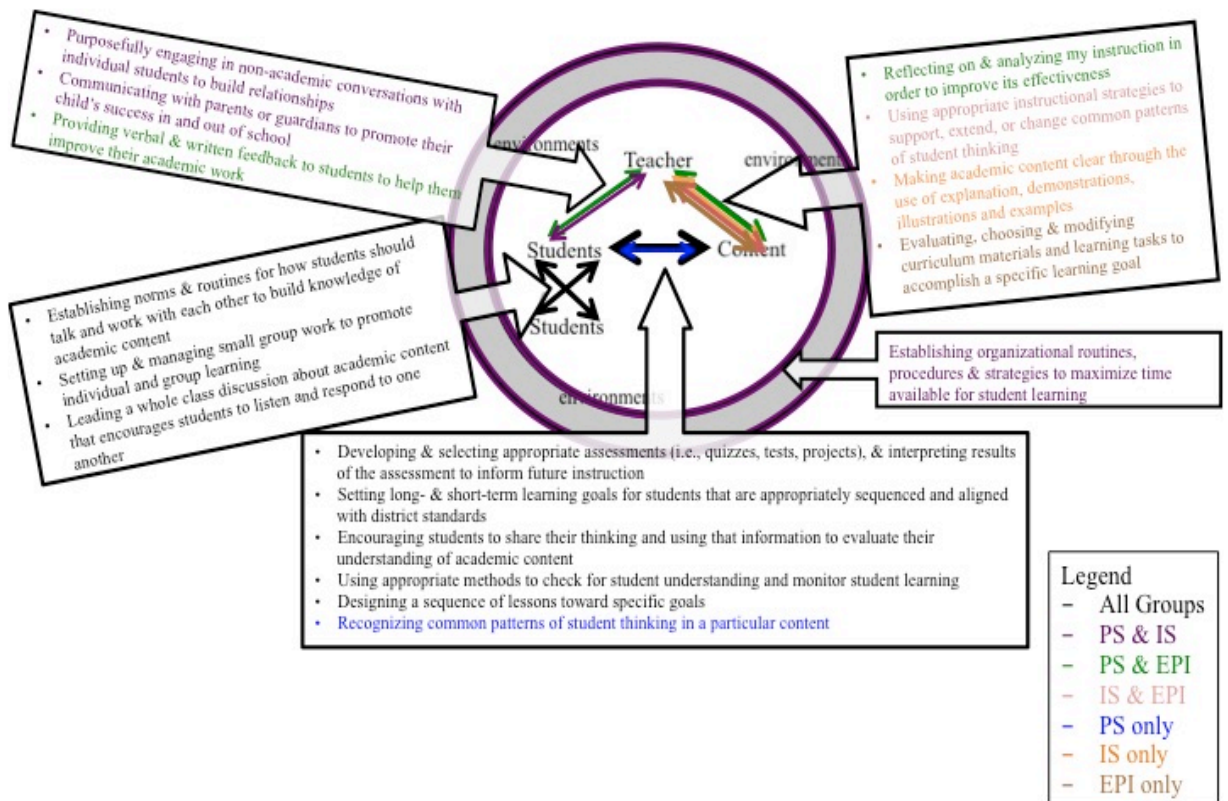 • Purposefully engaging in non-academic conversations with
individual students to build relationships
• Communicating with parents or guardians to promote their
child's success in and out of school
• Providing verbal & written feedback to students to help them
improve their academic work
• Establishing norms & routines for how students should
talk and work with each other to build knowledge of
academic content
• Setting up & managing small group work to promote
individual and group learning
• Leading a whole class discussion about academic content
that encourages students to listen and respond to one
another
environments
Teacher
environments
Students
Content
Students
environments
• Reflecting on & analyzing my instruction in
order to improve its effectiveness
• Using appropriate instructional strategies to
support, extend, or change common patterns
of student thinking
• Making academic content clear through the
use of explanation, demonstrations,
illustrations and examples
• Evaluating, choosing & modifying
curriculum materials and learning tasks to
accomplish a specific learning goal
Establishing organizational routines,
procedures & strategies to maximize time
available for student learning
• Developing & selecting appropriate assessments (i.e., quizzes, tests, projects), & interpreting results
of the assessment to inform future instruction
• Setting long- & short-term learning goals for students that are appropriately sequenced and aligned
with district standards
• Encouraging students to share their thinking and using that information to evaluate their
understanding of academic content
• Using appropriate methods to check for student understanding and monitor student learning
• Designing a sequence of lessons toward specific goals
• Recognizing common patterns of student thinking in a particular content
Legend
– All Groups
– PS & IS
– PS & EPI
– IS & EPI
– PS only
– IS only
– EPI only